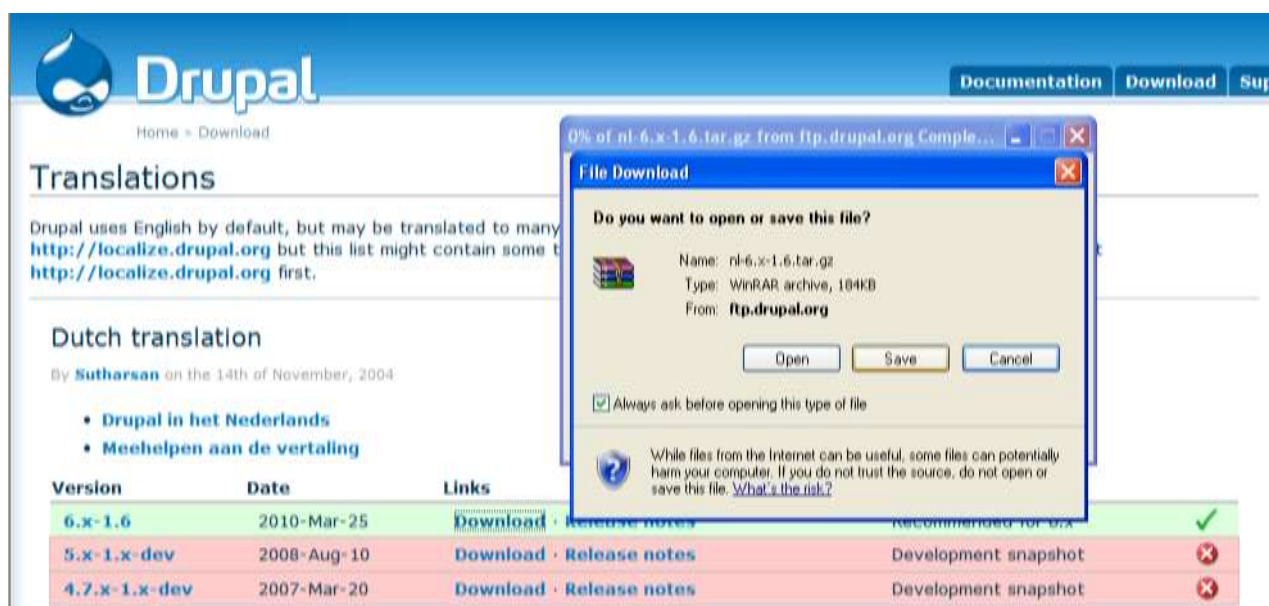 Drupal
Documentation Download Sup
Home » Download
Translations
Drupal uses English by default, but may be translated to many
http://localize.drupal.org but this list might contain some t
http://localize.drupal.org first.
Dutch translation
By Sutharsan on the 14th of November, 2004
• Drupal in het Nederlands
• Meehelpen aan de vertaling
Version Date Links
6.x-1.6 2010-Mar-25 Download · Release notes Recommended for 6.x
5.x-1.x-dev 2008-Aug-10 Download · Release notes Development snapshot
4.7.x-1.x-dev 2007-Mar-20 Download · Release notes Development snapshot
0% of nl-6.x-1.6.tar.gz from ftp.drupal.org Comple...
File Download
Do you want to open or save this file?
Name: nl-6.x-1.6.tar.gz
Type: WinRAR archive, 184KB
From: ftp.drupal.org
Open Save Cancel
Always ask before opening this type of file
While files from the Internet can be useful, some files can potentially
harm your computer. If you do not trust the source, do not open or
save this file. What's the risk?